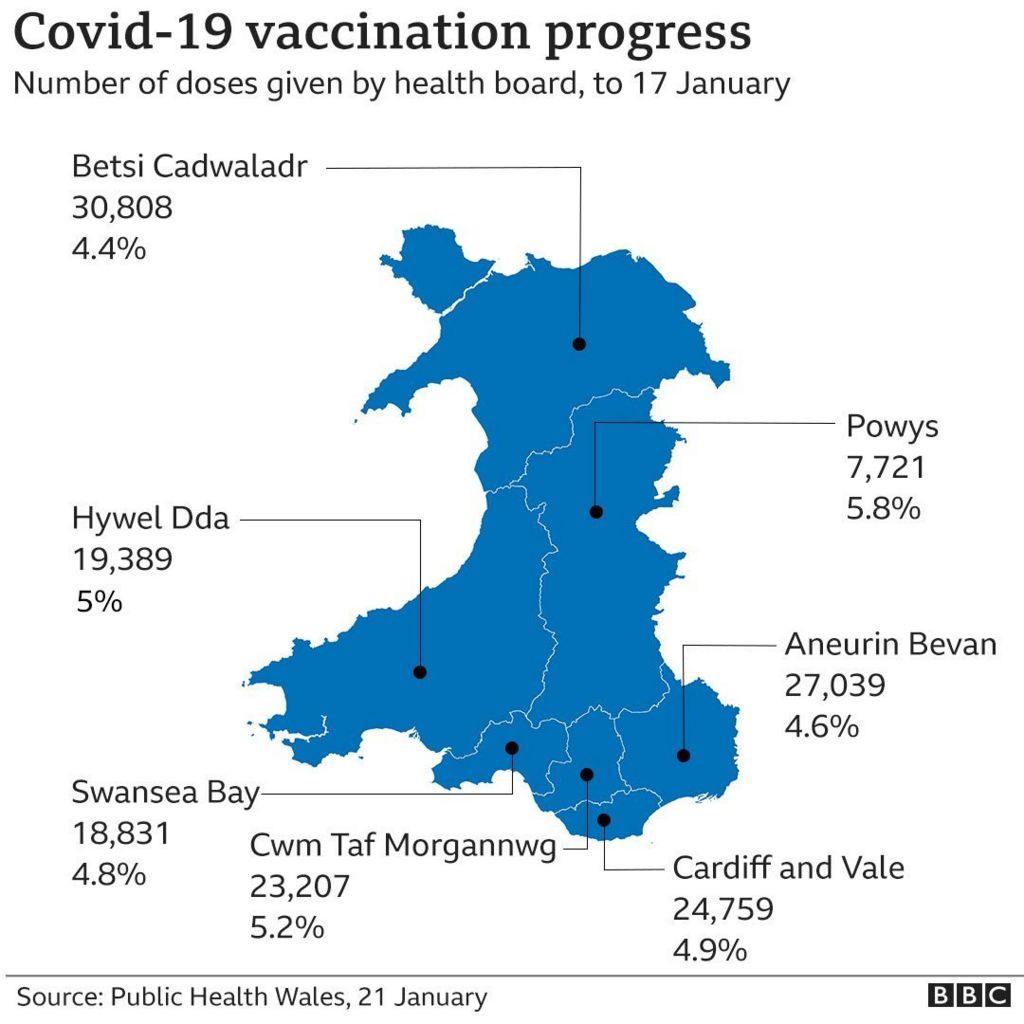 Covid-19 vaccination progress
Number of doses given by health board, to 17 January
Betsi Cadwaladr
30,808
4.4%
Powys
7,721
5.8%
Hywel Dda
19,389
5%
Aneurin Bevan
27,039
4.6%
Swansea Bay
18,831
4.8%
Cwm Taf Morgannwg
23,207
5.2%
Cardiff and Vale
24,759
4.9%
Source: Public Health Wales, 21 January
BBC